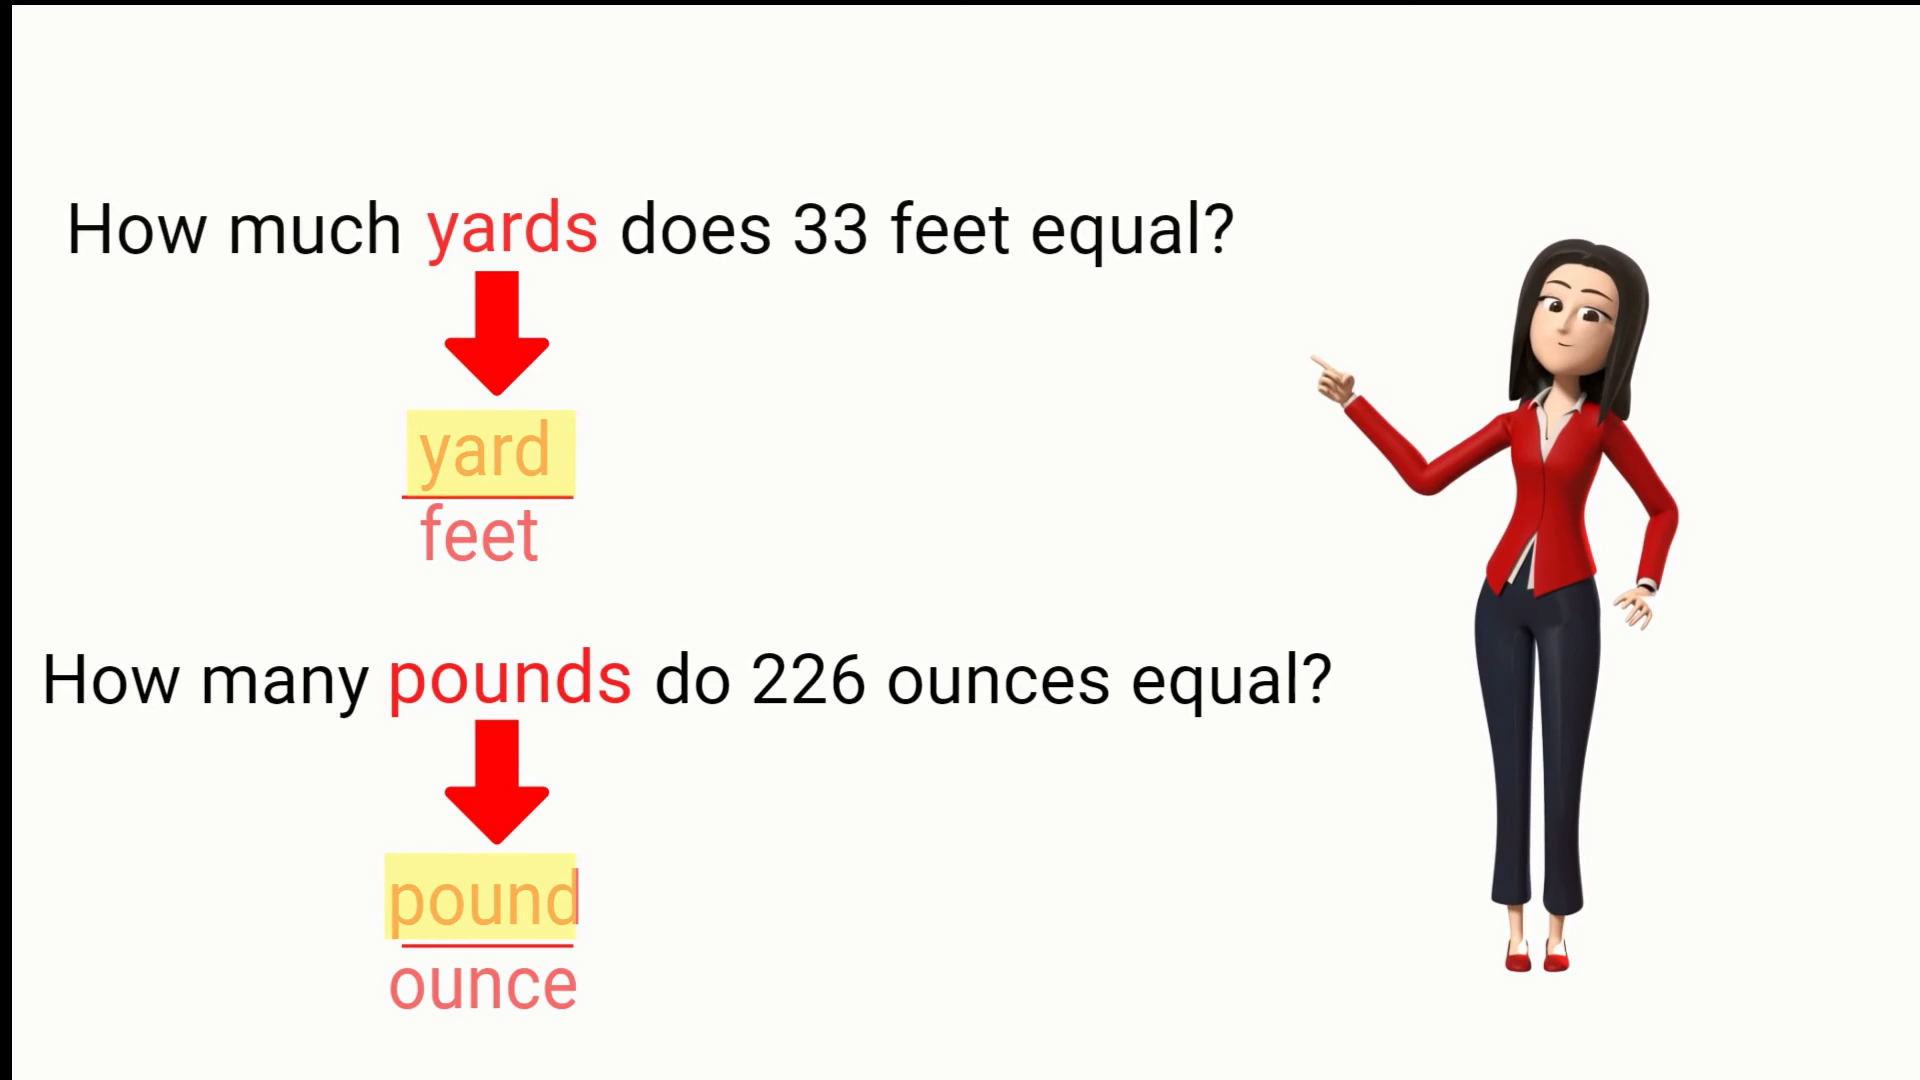 How much yards does 33 feet equal?
yard
feet
How many pounds do 226 ounces equal?
pound
ounce